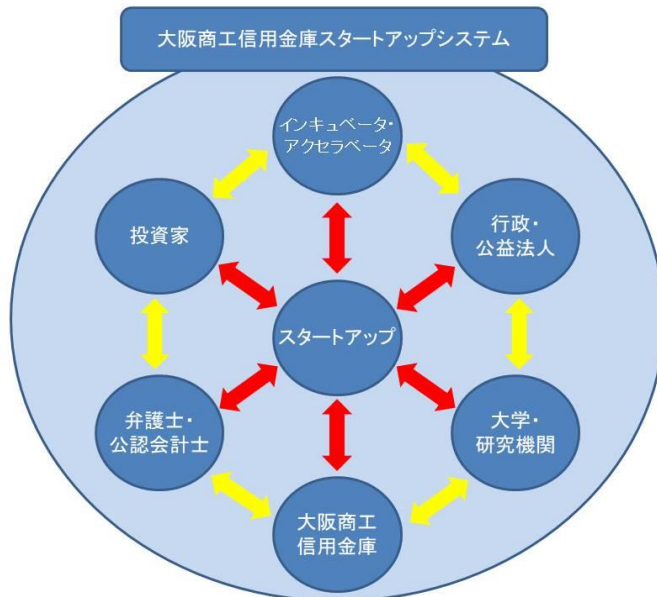 大阪商工信用金庫スタートアップシステム
インキュベータ・
アクセラベータ
投資家
行政・
公益法人
スタートアップ
弁護士・
公認会計士
大学・
研究機関
大阪商工
信用金庫